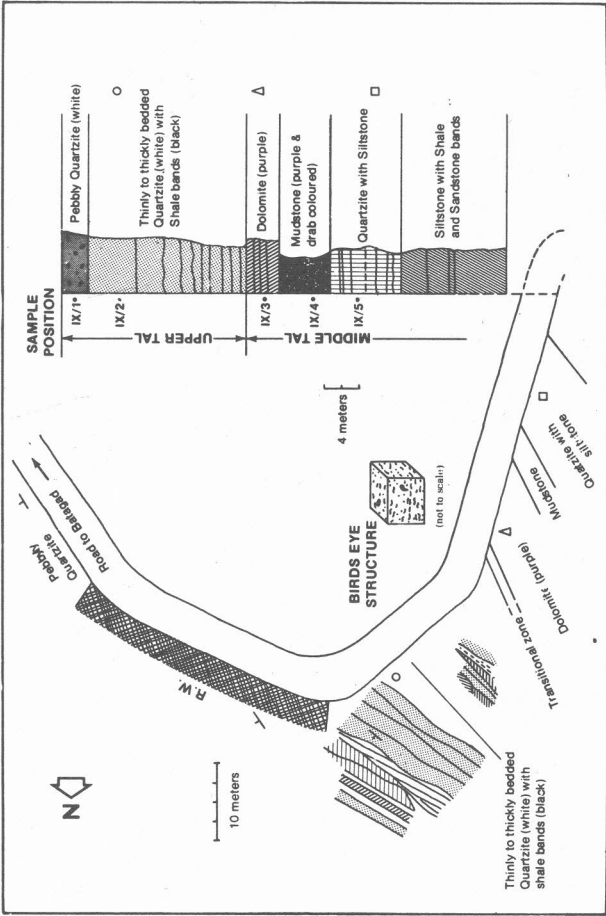 SAMPLE
POSITION
UPPER TAL
MIDDLE TAL
IX/1
IX/2
IX/3
IX/4
IX/5
Pebbly Quartzite (white)
Thinly to thickly bedded
Quartzite (white) with
Shale bands (black)
Dolomite (purple)
Mudstone (purple &
drab coloured)
Quartzite with Siltstone
Siltstone with Shale
and Sandstone bands
4 meters
BIRDS EYE
STRUCTURE
(not to scale)
Road to Batagad
Pebbly
Quartzite
R.W.
N
10 meters
Thinly to thickly bedded
Quartzite (white) with
shale bands (black)
Transitional zone
Dolomite (purple)
Mudstone
Quartzite with
silt-tone